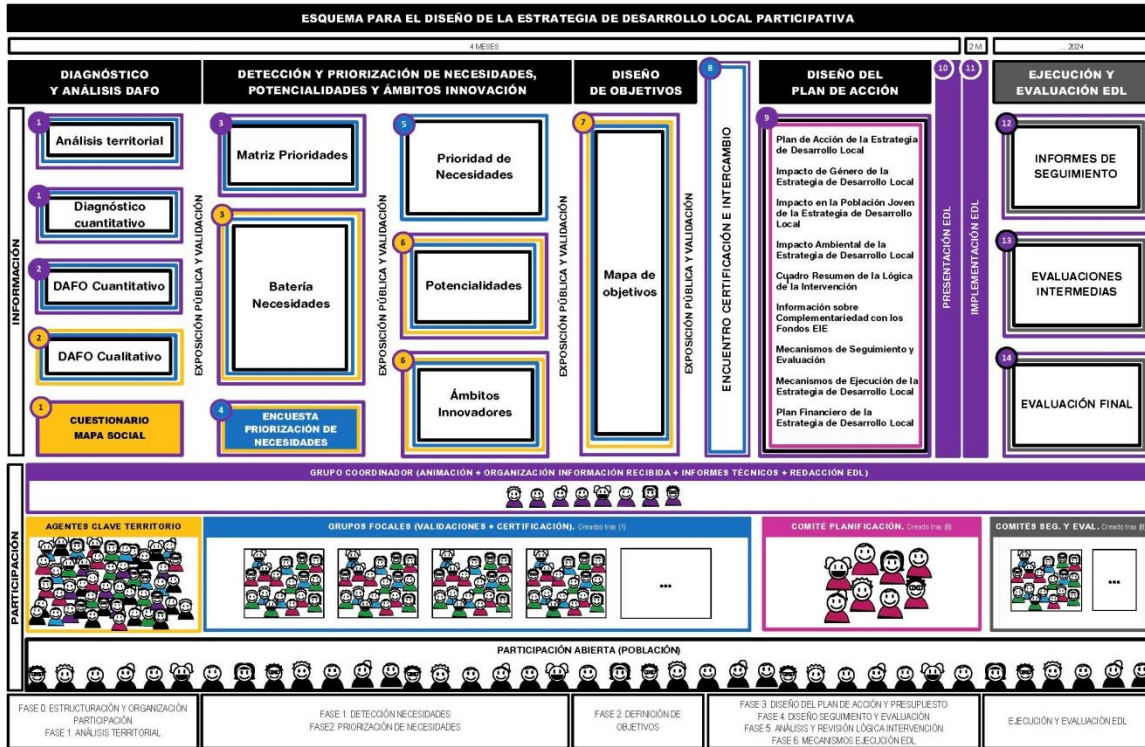 ESQUEMA PARA EL DISEÑO DE LA ESTRATEGIA DE DESARROLLO LOCAL PARTICIPATIVA
4 MESES
2 M
2024
DIAGNÓSTICO
Y ANÁLISIS DAFO
DETECCIÓN Y PRIORIZACIÓN DE NECESIDADES,
POTENCIALIDADES Y ÁMBITOS INNOVACIÓN
DISEÑO
DE OBJETIVOS
8
ENCUENTRO CERTIFICACIÓN E INTERCAMBIO
DISEÑO DEL
PLAN DE ACCIÓN
10
PRESENTACIÓN EDL
11
IMPLEMENTACIÓN EDL
EJECUCIÓN Y
EVALUACIÓN EDL
INFORMACIÓN
1
Análisis territorial
1
Diagnóstico
cuantitativo
2
DAFO Cuantitativo
2
DAFO Cualitativo
1
CUESTIONARIO
MAPA SOCIAL
EXPOSICIÓN PÚBLICA Y VALIDACIÓN
3
Matriz Prioridades
3
Batería
Necesidades
4
ENCUESTA
PRIORIZACIÓN DE
NECESIDADES
EXPOSICIÓN PÚBLICA Y VALIDACIÓN
5
Prioridad de
Necesidades
6
Potencialidades
6
Ámbitos
Innovadores
EXPOSICIÓN PÚBLICA Y VALIDACIÓN
7
Mapa de
objetivos
EXPOSICIÓN PÚBLICA Y VALIDACIÓN
9
Plan de Acción de la Estrategia
de Desarrollo Local
Impacto de Género de la
Estrategia de Desarrollo Local
Impacto en la Población Joven
de la Estrategia de Desarrollo
Local
Impacto Ambiental de la
Estrategia de Desarrollo Local
Cuadro Resumen de la Lógica
de la Intervención
Información sobre
Complementariedad con los
Fondos EIE
Mecanismos de Seguimiento y
Evaluación
Mecanismos de Ejecución de la
Estrategia de Desarrollo Local
Plan Financiero de la
Estrategia de Desarrollo Local
12
INFORMES DE
SEGUIMIENTO
13
EVALUACIONES
INTERMEDIAS
14
EVALUACIÓN FINAL
PARTICIPACIÓN
GRUPO COORDINADOR (ANIMACIÓN + ORGANIZACIÓN INFORMACIÓN RECIBIDA + INFORMES TÉCNICOS + REDACCIÓN EDL)
AGENTES CLAVE TERRITORIO
GRUPOS FOCALES (VALIDACIONES + CERTIFICACIÓN). Creado tras (1)
...
COMITÉ PLANIFICACIÓN. Creado tras (8)
COMITÉS SEG. Y EVAL. Creado tras
...
PARTICIPACIÓN ABIERTA (POBLACIÓN)
FASE 0. ESTRUCTURACIÓN Y ORGANIZACIÓN
PARTICIPACIÓN
FASE 1. ANÁLISIS TERRITORIAL
FASE 1. DETECCIÓN NECESIDADES
FASE2. PRIORIZACIÓN DE NECESIDADES
FASE 2. DEFINICIÓN DE
OBJETIVOS
FASE 3. DISEÑO DEL PLAN DE ACCIÓN Y PRESUPUESTO
FASE 4. DISEÑO SEGUIMIENTO Y EVALUACIÓN
FASE 5. ANÁLISIS Y REVISIÓN LÓGICA INTERVENCIÓN
FASE 6. MECANISMOS EJECUCIÓN EDL
EJECUCIÓN Y EVALUACIÓN EDL